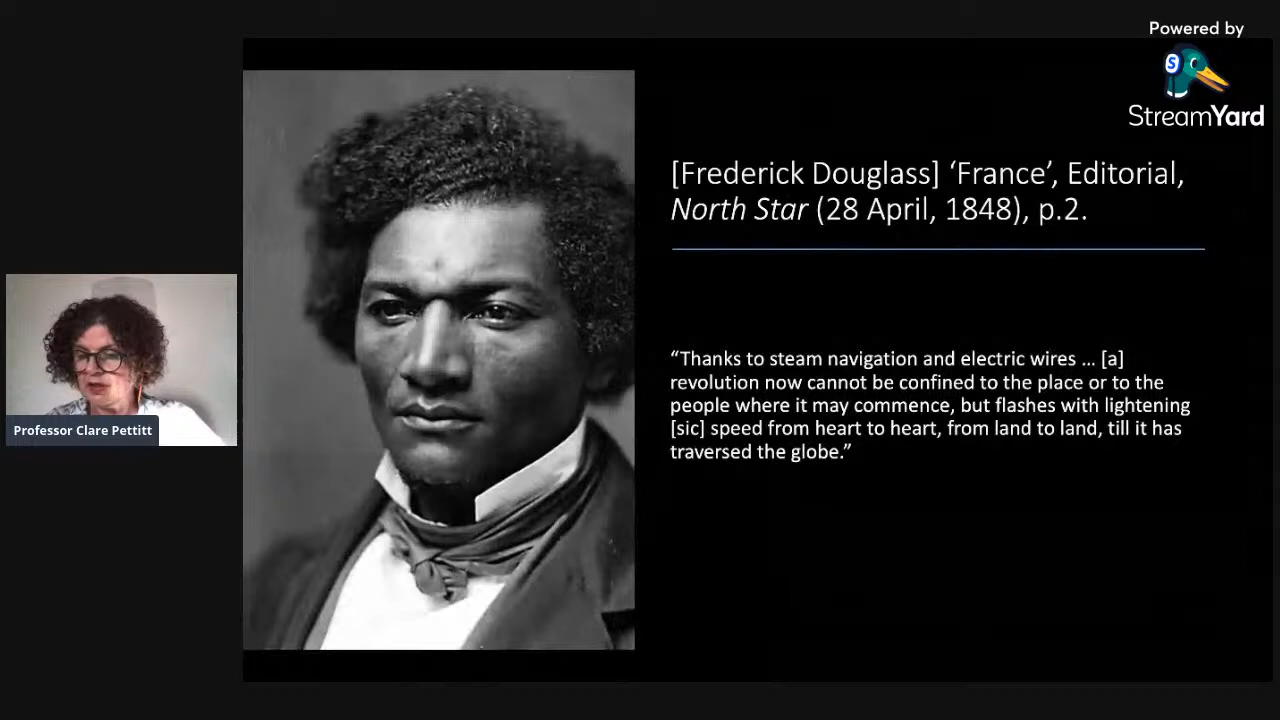 Powered by
StreamYard
[Frederick Douglass] ‘France’, Editorial,
North Star (28 April, 1848), p.2.
“Thanks to steam navigation and electric wires … [a]
revolution now cannot be confined to the place or to the
people where it may commence, but flashes with lightening
[sic] speed from heart to heart, from land to land, till it has
traversed the globe.”
Professor Clare Pettitt